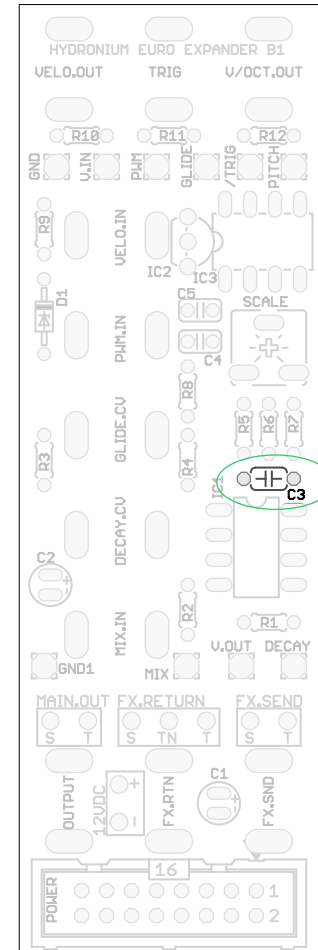 HYDRONIUM EURO EXPANDER B1
VELO.OUT TRIG V/OCT.OUT
R10 R11 R12
GND V.IN PWM GLIDE /TRIG PITCH
R9 VELO.IN IC2 IC3
D1 C5 SCALE
PWM.IN C4
R8
R3 GLIDE.CV R4 R5 R6 R7
IC1 C3
DECAY.CV
C2
MIX.IN R2 R1
GND1 MIX V.OUT DECAY
MAIN.OUT FX.RETURN FX.SEND
S T S TN T S T
OUTPUT 12VDC + - FX.RTN C1 FX.SND
16
POWER 1
2